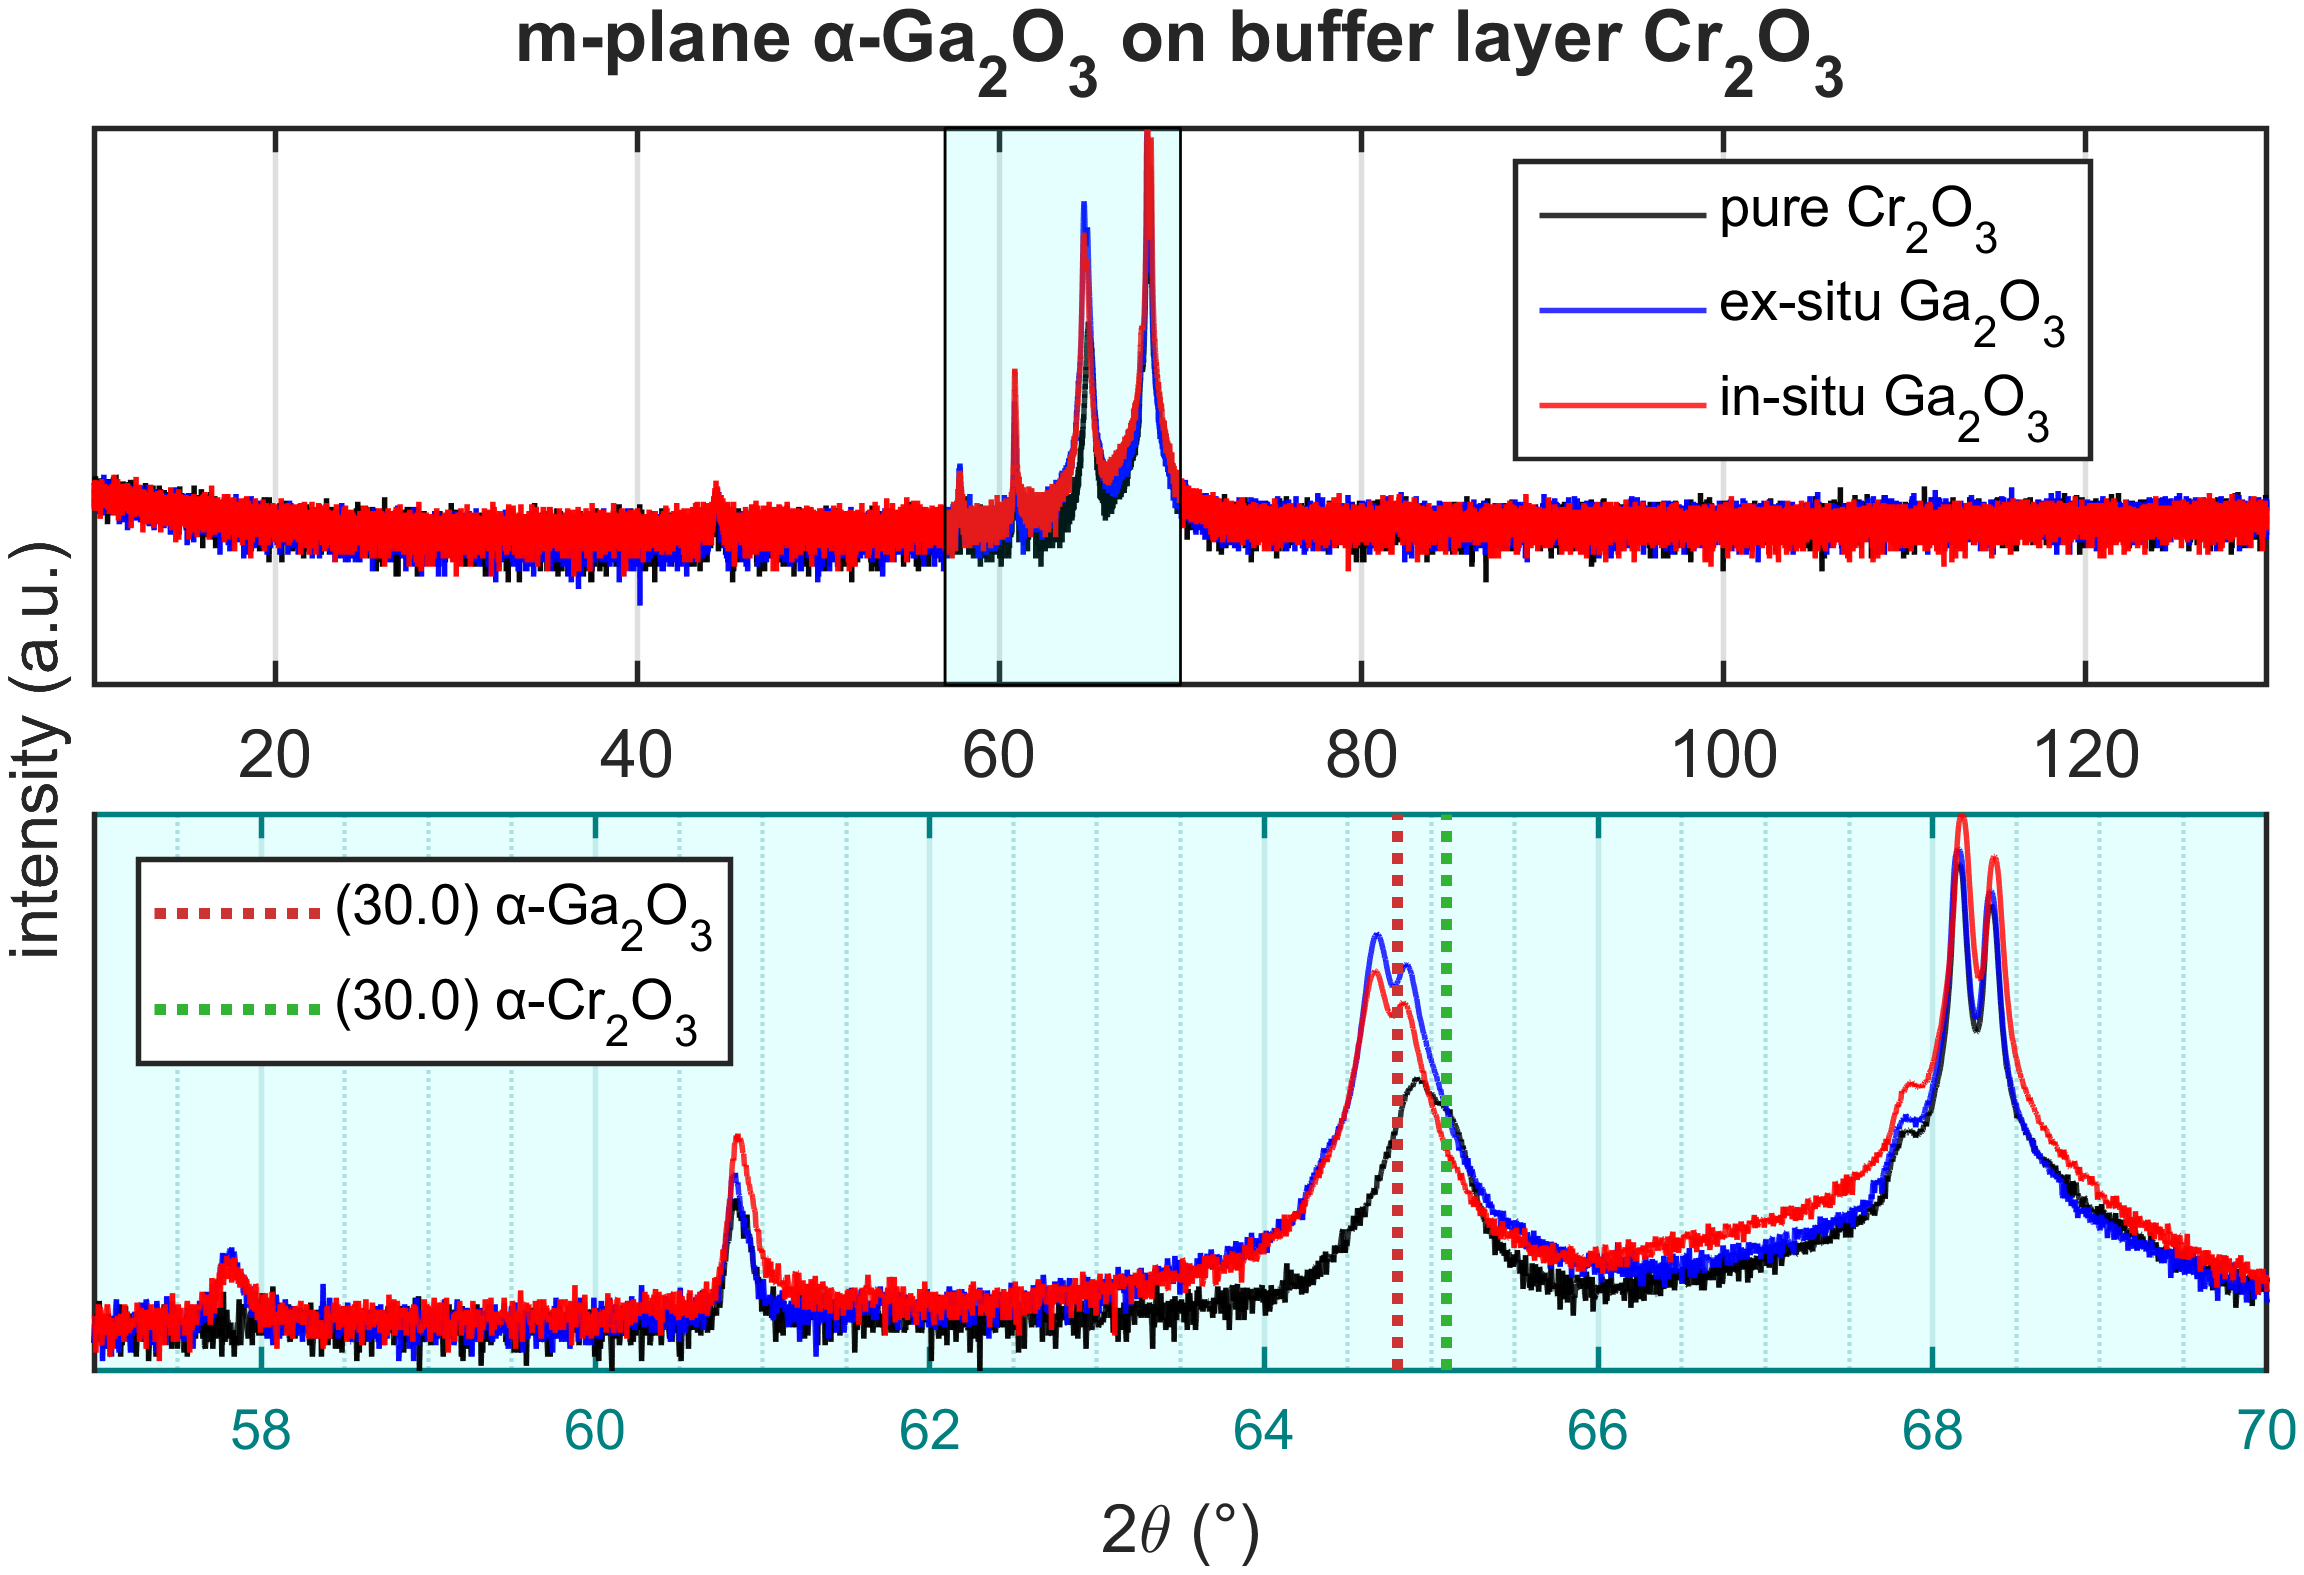 m-plane α-Ga₂O₃ on buffer layer Cr₂O₃
pure Cr₂O₃
ex-situ Ga₂O₃
in-situ Ga₂O₃
intensity (a.u.)
20 40 60 80 100 120
(30.0) α-Ga₂O₃
(30.0) α-Cr₂O₃
58 60 62 64 66 68 70
2θ (°)